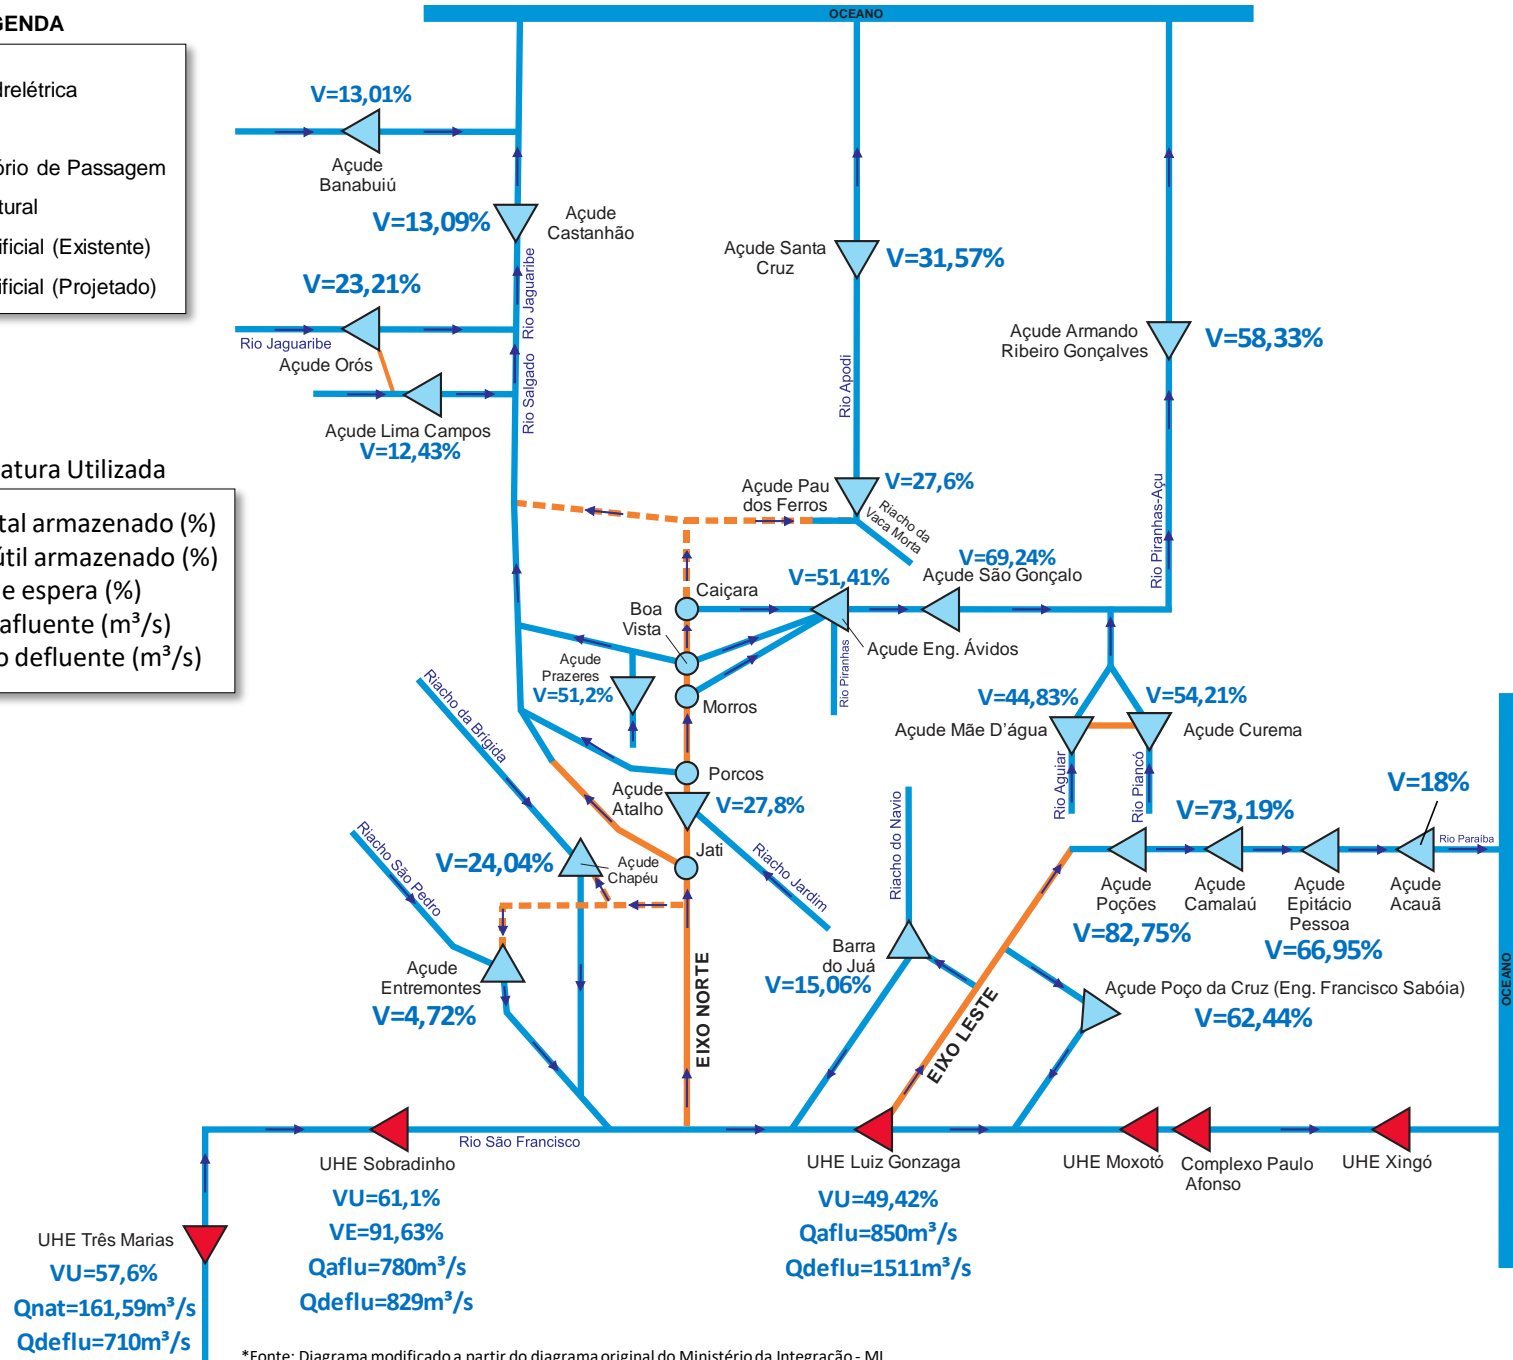 OCEANO
GENDA
drelétrica
ório de Passagem
tural
ificial (Existente)
ificial (Projetado)
V=13,01%
Açude
Banabuiú
V=13,09%
Açude
Castanhão
Rio Jaguaribe
V=23,21%
Rio Jaguaribe
Açude Orós
Rio Salgado
Açude Lima Campos
V=12,43%
Açude Santa
Cruz
V=31,57%
Rio Apodi
Açude Armando
Ribeiro Gonçalves
V=58,33%
Rio Piranhas-Açu
atura Utilizada
tal armazenado (%)
útil armazenado (%)
e espera (%)
afluente (m³/s)
o defluente (m³/s)
Açude Pau
dos Ferros
V=27,6%
Riacho da
Vaca Morta
V=69,24%
Açude São Gonçalo
V=51,41%
Caiçara
Boa
Vista
Açude Eng. Ávidos
Rio Piranhas
Açude
Prazeres
V=51,2%
Morros
Riacho da Brígida
V=44,83%
Açude Mãe D'água
V=54,21%
Açude Curema
Rio Aguiar
Rio Piancó
Porcos
Açude
Atalho
V=27,8%
Riacho do Navio
V=18%
V=73,19%
Rio Paraíba
Riacho São Pedro
V=24,04%
Açude
Chapéu
Jati
Riacho Jardim
Açude
Poções
V=82,75%
Açude
Camalaú
Açude
Epitácio
Pessoa
V=66,95%
Açude
Acauã
Barra
do Juá
V=15,06%
Açude
Entremontes
V=4,72%
EIXO NORTE
EIXO LESTE
Açude Poço da Cruz (Eng. Francisco Sabóia)
V=62,44%
OCEANO
Rio São Francisco
UHE Sobradinho
VU=61,1%
VE=91,63%
Qaflu=780m³/s
Qdeflu=829m³/s
UHE Luiz Gonzaga
VU=49,42%
Qaflu=850m³/s
Qdeflu=1511m³/s
UHE Moxotó
Complexo Paulo
Afonso
UHE Xingó
UHE Três Marias
VU=57,6%
Qnat=161,59m³/s
Qdeflu=710m³/s
*Fonte: Diagrama modificado a partir do diagrama original do Ministério da Integração - MI